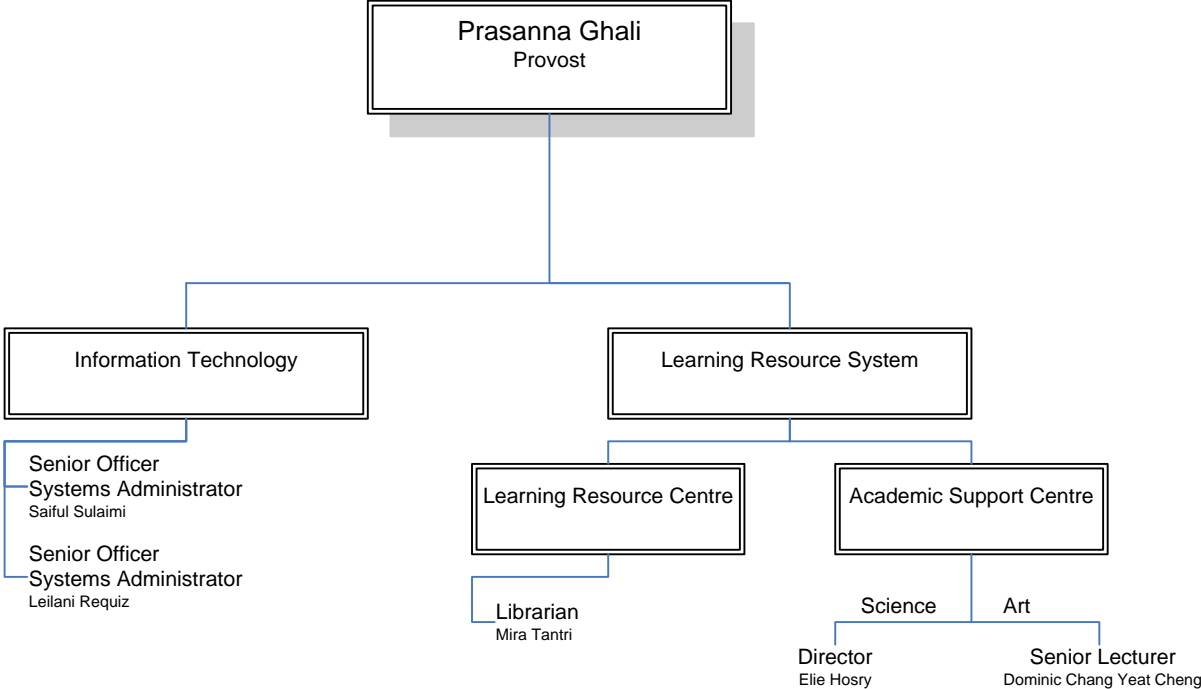 Prasanna Ghali
Provost
Information Technology
Learning Resource System
Senior Officer
Systems Administrator
Saiful Sulaimi
Senior Officer
Systems Administrator
Leilani Requiz
Learning Resource Centre
Academic Support Centre
Librarian
Mira Tantri
Science
Art
Director
Elie Hosry
Senior Lecturer
Dominic Chang Yeat Cheng